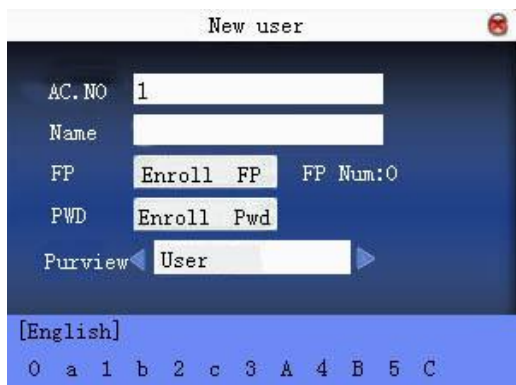 New user
AC.NO 1
Name
FP Enroll FP FP Num:0
PWD Enroll Pwd
Purview User
[English]
0 a 1 b 2 c 3 A 4 B 5 C